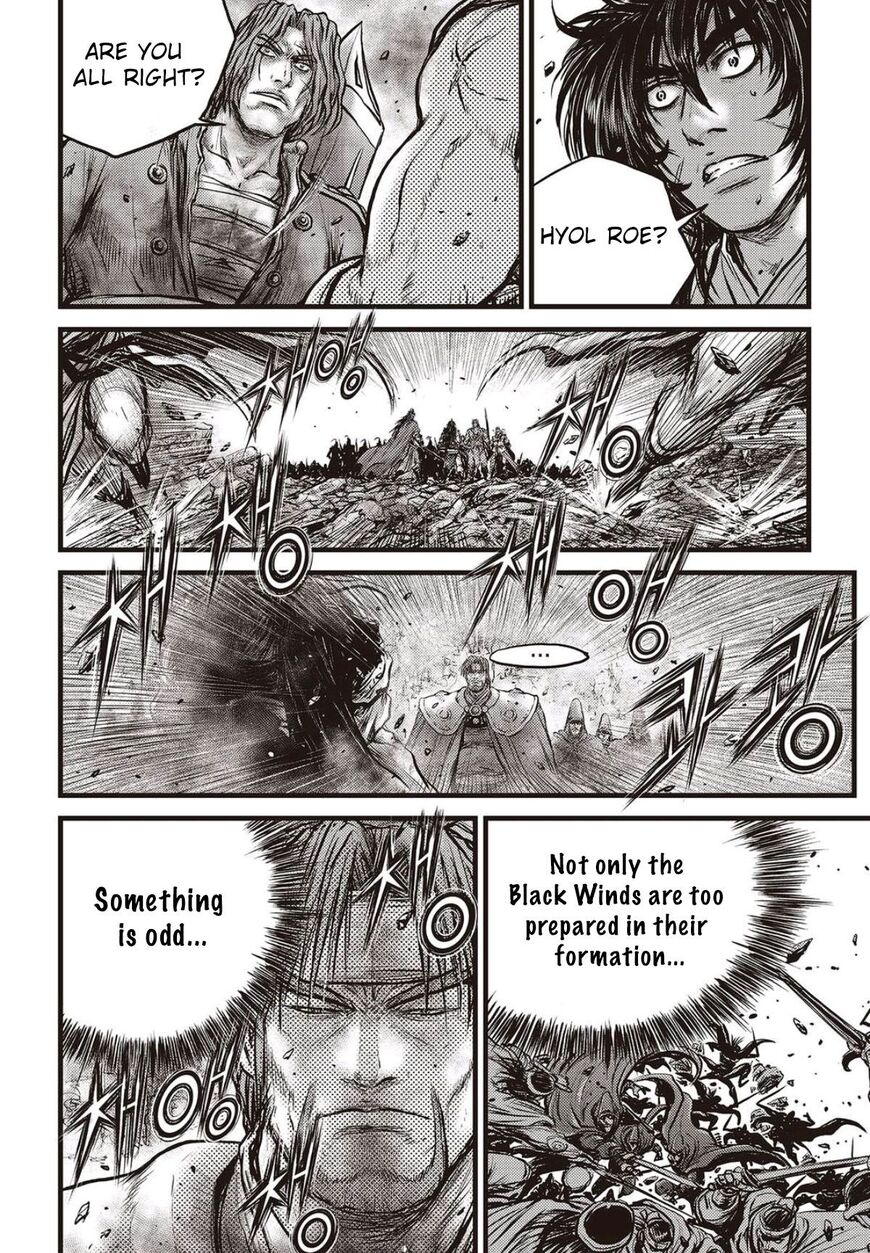 ARE YOU
ALL RIGHT?
HYOL ROE?
...
Something
is odd...
Not only the
Black Winds are too
prepared in their
formation...